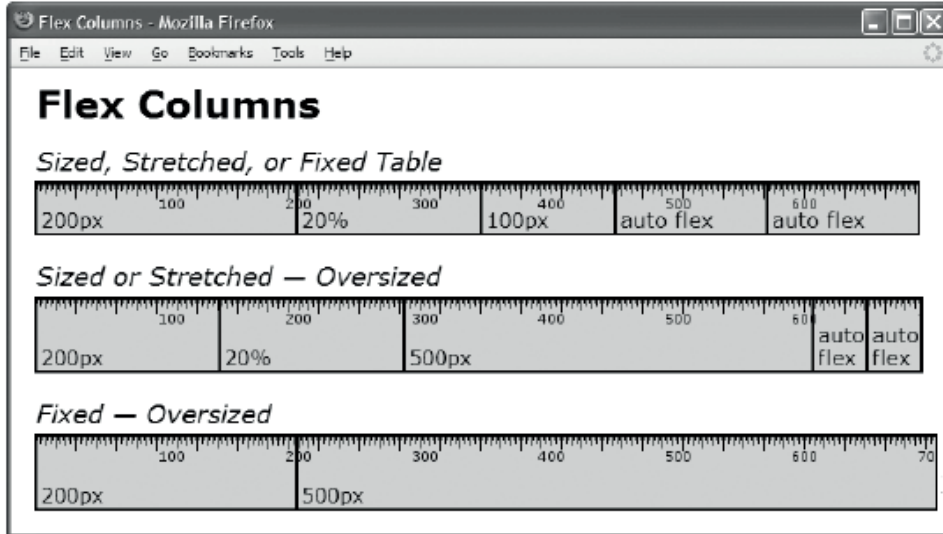 Flex Columns - Mozilla Firefox
File Edit View Go Bookmarks Tools Help
Flex Columns
Sized, Stretched, or Fixed Table
100 200 300 400 500 600
200px 20% 100px auto flex auto flex
Sized or Stretched — Oversized
100 200 300 400 500 60
auto auto
200px 20% 500px flex flex
Fixed — Oversized
100 200 300 400 500 600 70
200px 500px